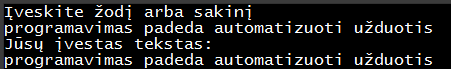 Įveskite žodį arba sakinį
programavimas padeda automatizuoti užduotis
Jūsų įvestas tekstas:
programavimas padeda automatizuoti užduotis